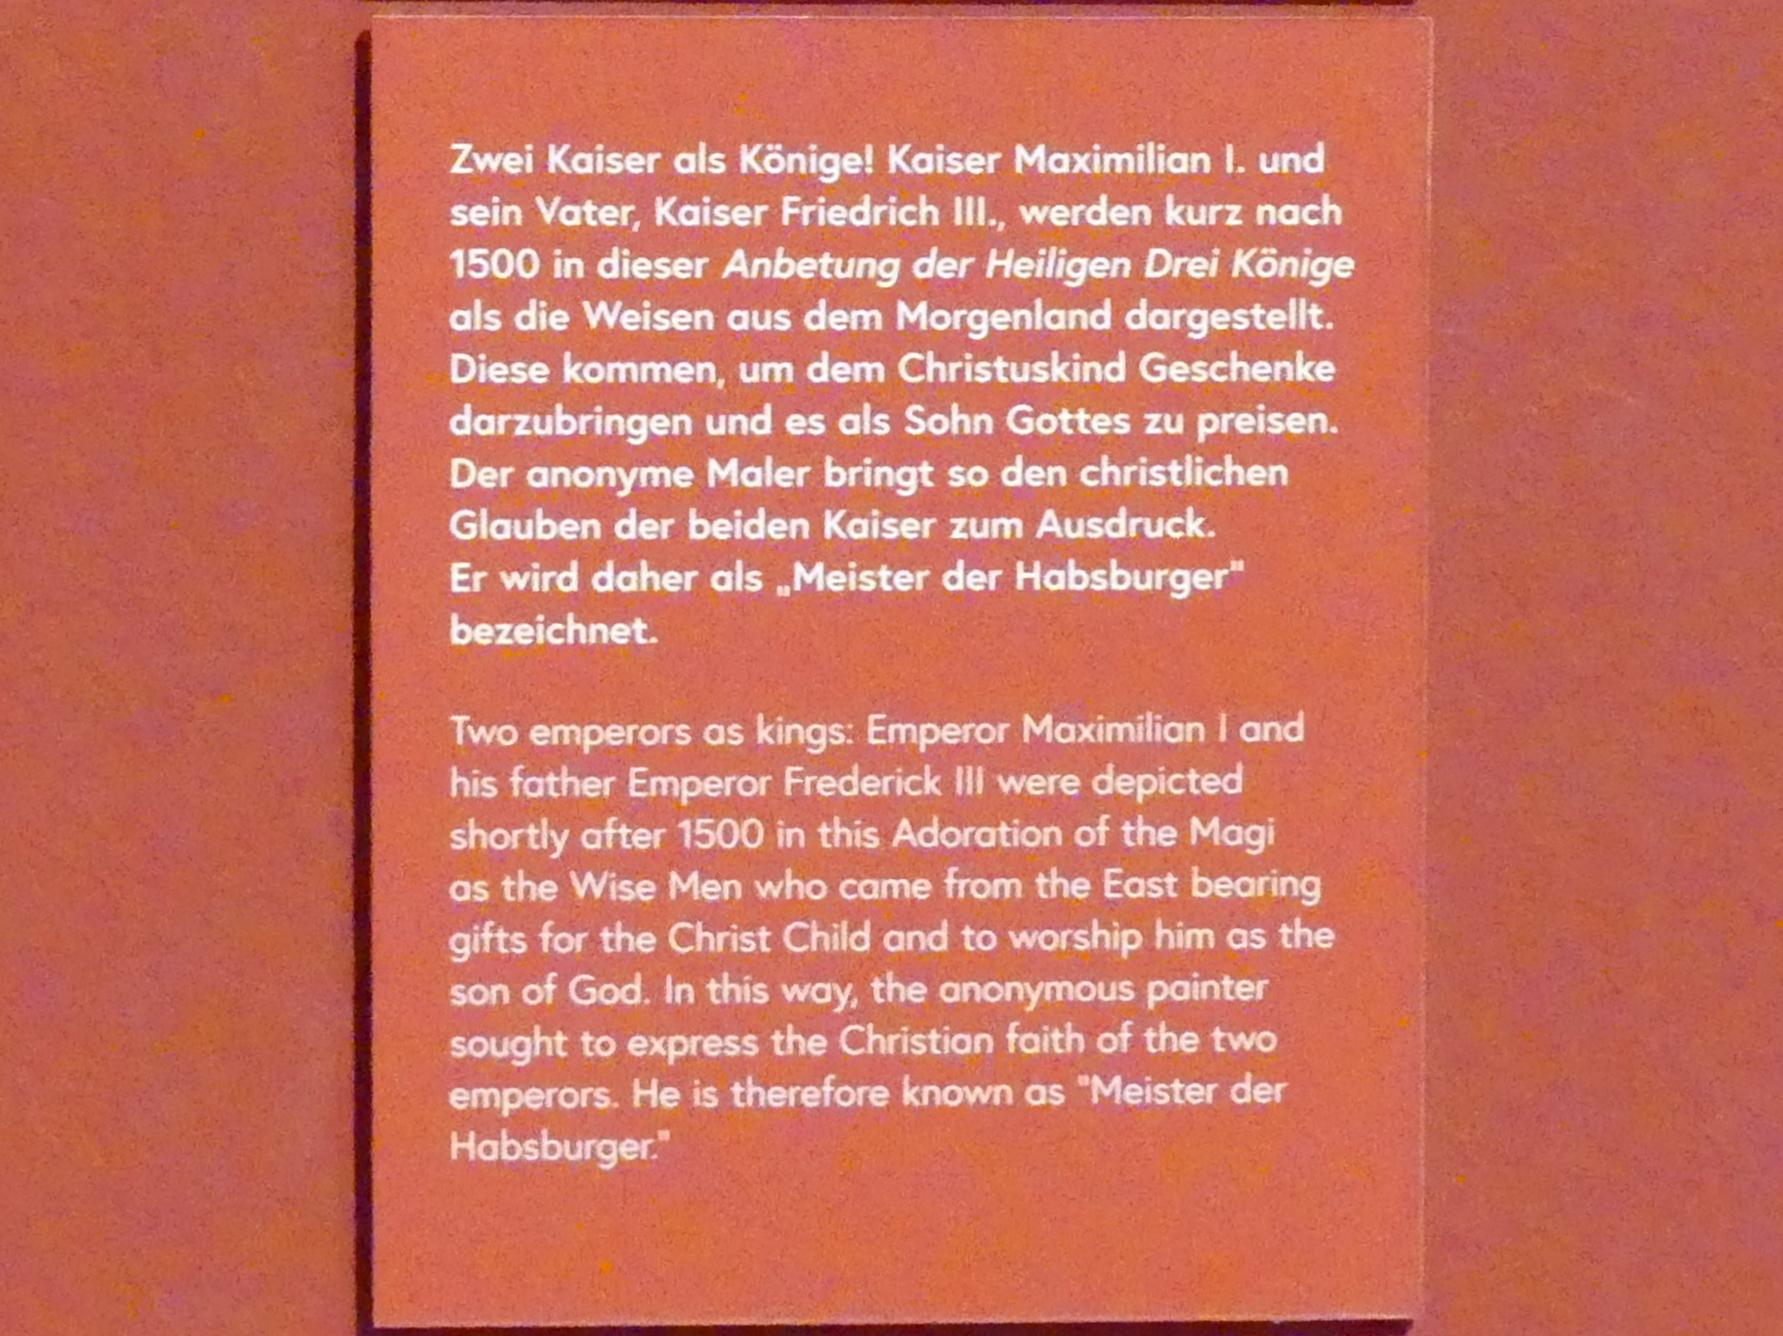 Zwei Kaiser als Könige! Kaiser Maximilian I. und
sein Vater, Kaiser Friedrich III., werden kurz nach
1500 in dieser Anbetung der Heiligen Drei Könige
als die Weisen aus dem Morgenland dargestellt.
Diese kommen, um dem Christuskind Geschenke
darzubringen und es als Sohn Gottes zu preisen.
Der anonyme Maler bringt so den christlichen
Glauben der beiden Kaiser zum Ausdruck.
Er wird daher als „Meister der Habsburger"
bezeichnet.
Two emperors as kings: Emperor Maximilian I and
his father Emperor Frederick III were depicted
shortly after 1500 in this Adoration of the Magi
as the Wise Men who came from the East bearing
gifts for the Christ Child and to worship him as the
son of God. In this way, the anonymous painter
sought to express the Christian faith of the two
emperors. He is therefore known as "Meister der
Habsburger."